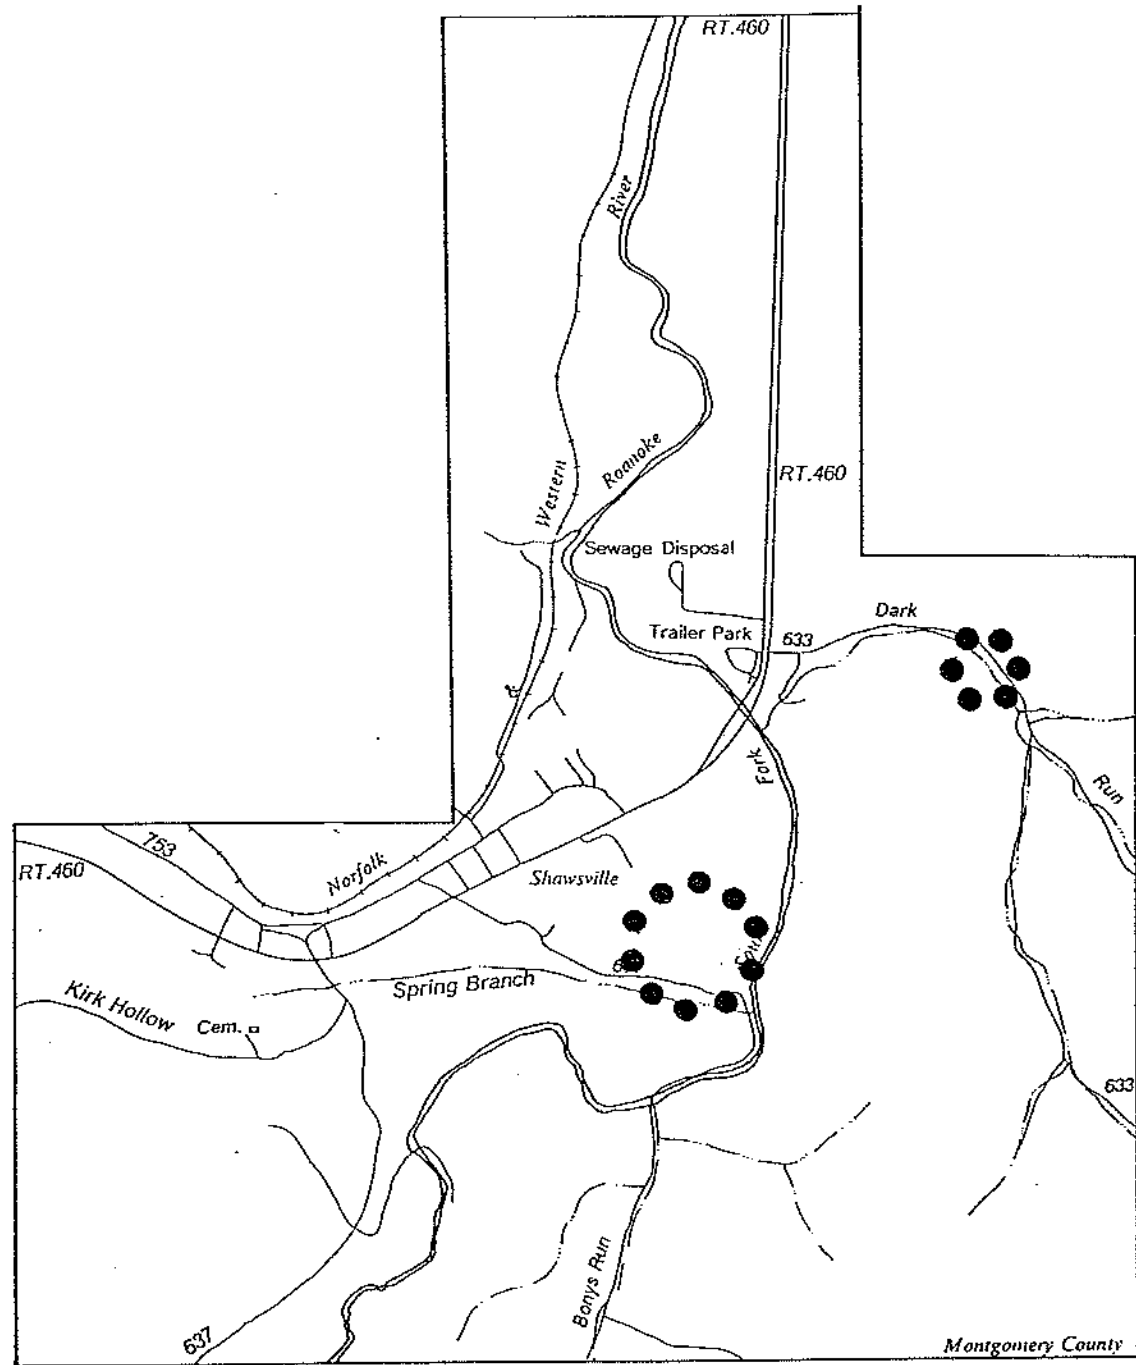 RT.460
River
Roanoke
Western
RT.460
Sewage Disposal
Dark
Trailer Park
633
Fork
Run
753
RT.460
Norfolk
Shawsville
Spring Branch
Kirk Hollow
Cem.
633
Bonys Run
637
Montgomery County